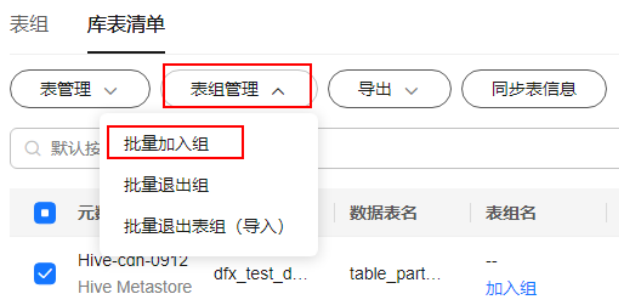 表组 库表清单
表管理 表组管理 导出 同步表信息
默认按
批量加入组
批量退出组
批量退出表组（导入）
数据表名 表组名
Hive-cdn-0912
Hive Metastore
dfx_test_d... table_part... --
加入组